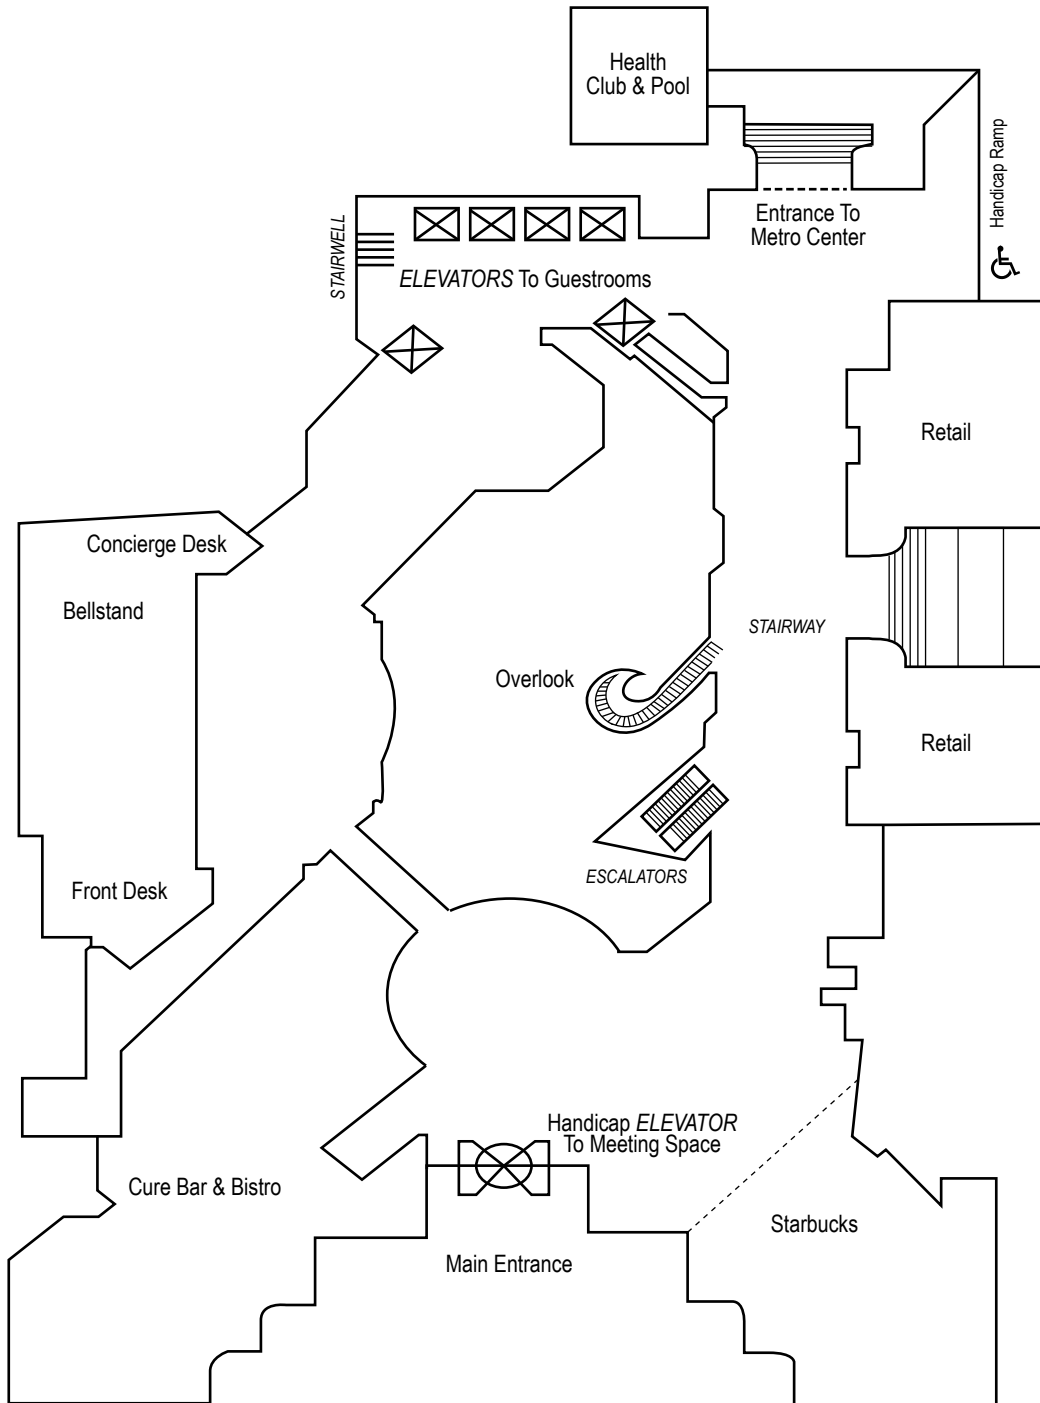 Health
Club & Pool
Handicap Ramp
Entrance To
Metro Center
STAIRWELL
ELEVATORS To Guestrooms
Retail
Concierge Desk
Bellstand
STAIRWAY
Overlook
Retail
ESCALATORS
Front Desk
Handicap ELEVATOR
To Meeting Space
Cure Bar & Bistro
Starbucks
Main Entrance